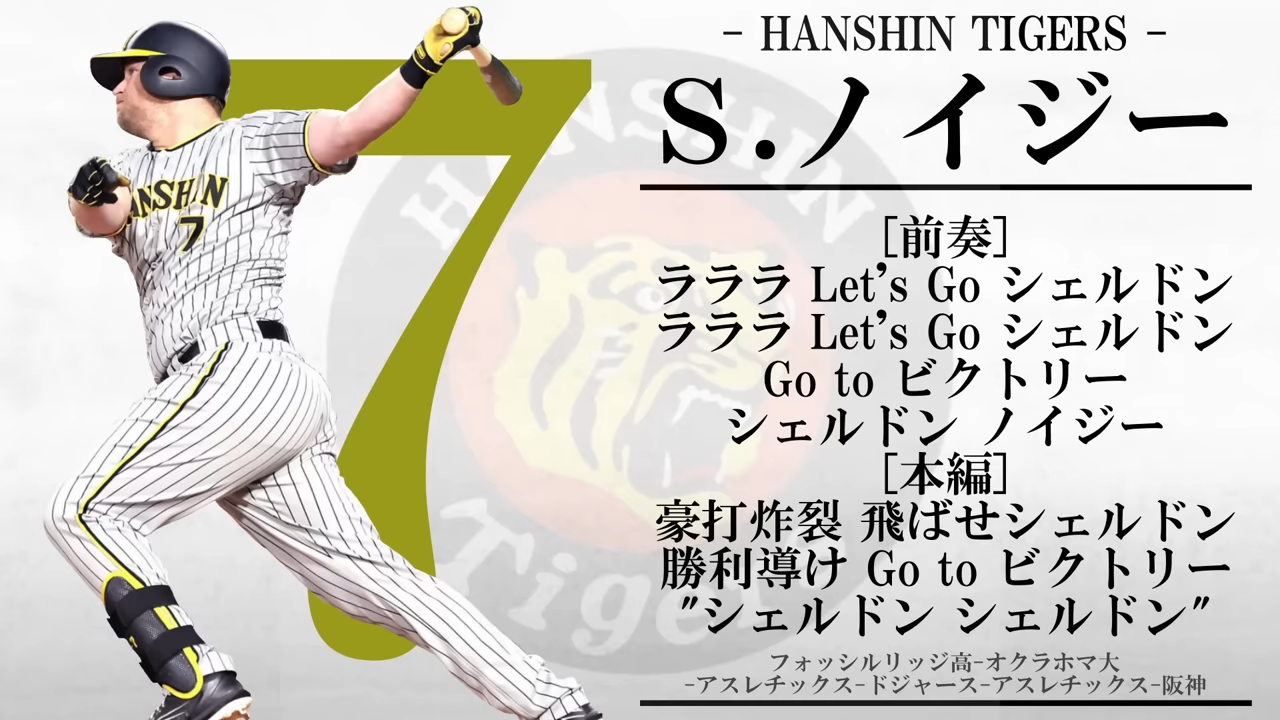 - HANSHIN TIGERS -
S.ノイジー
[前奏]
ラララ Let's Go シェルドン
ラララ Let's Go シェルドン
Go to ビクトリー
シェルドン ノイジー
[本編]
豪打炸裂 飛ばせシェルドン
勝利導け Go to ビクトリー
"シェルドン シェルドン"
フォッシルリッジ高-オクラホマ大
-アスレチックス-ドジャース-アスレチックス-阪神
7
HANSHIN
7
HANSHIN
Tigers